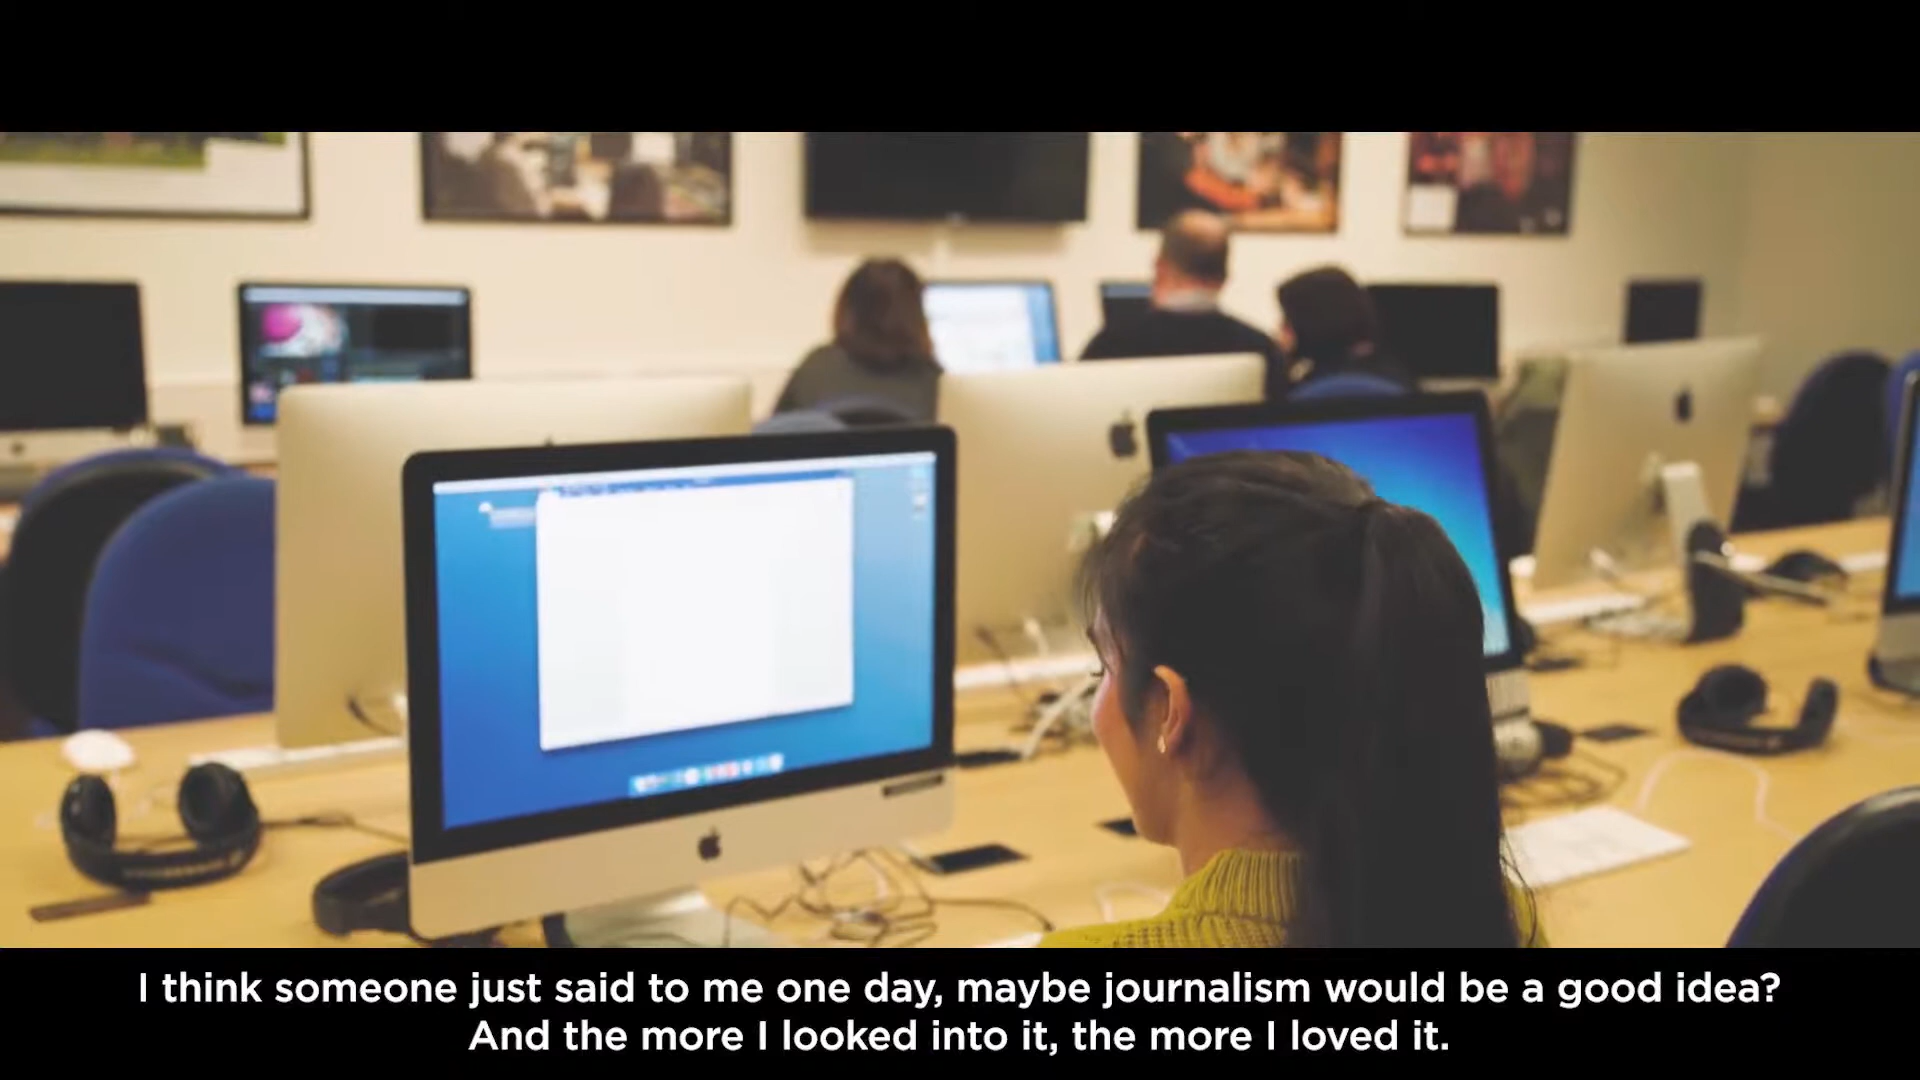 I think someone just said to me one day, maybe journalism would be a good idea?
And the more I looked into it, the more I loved it.